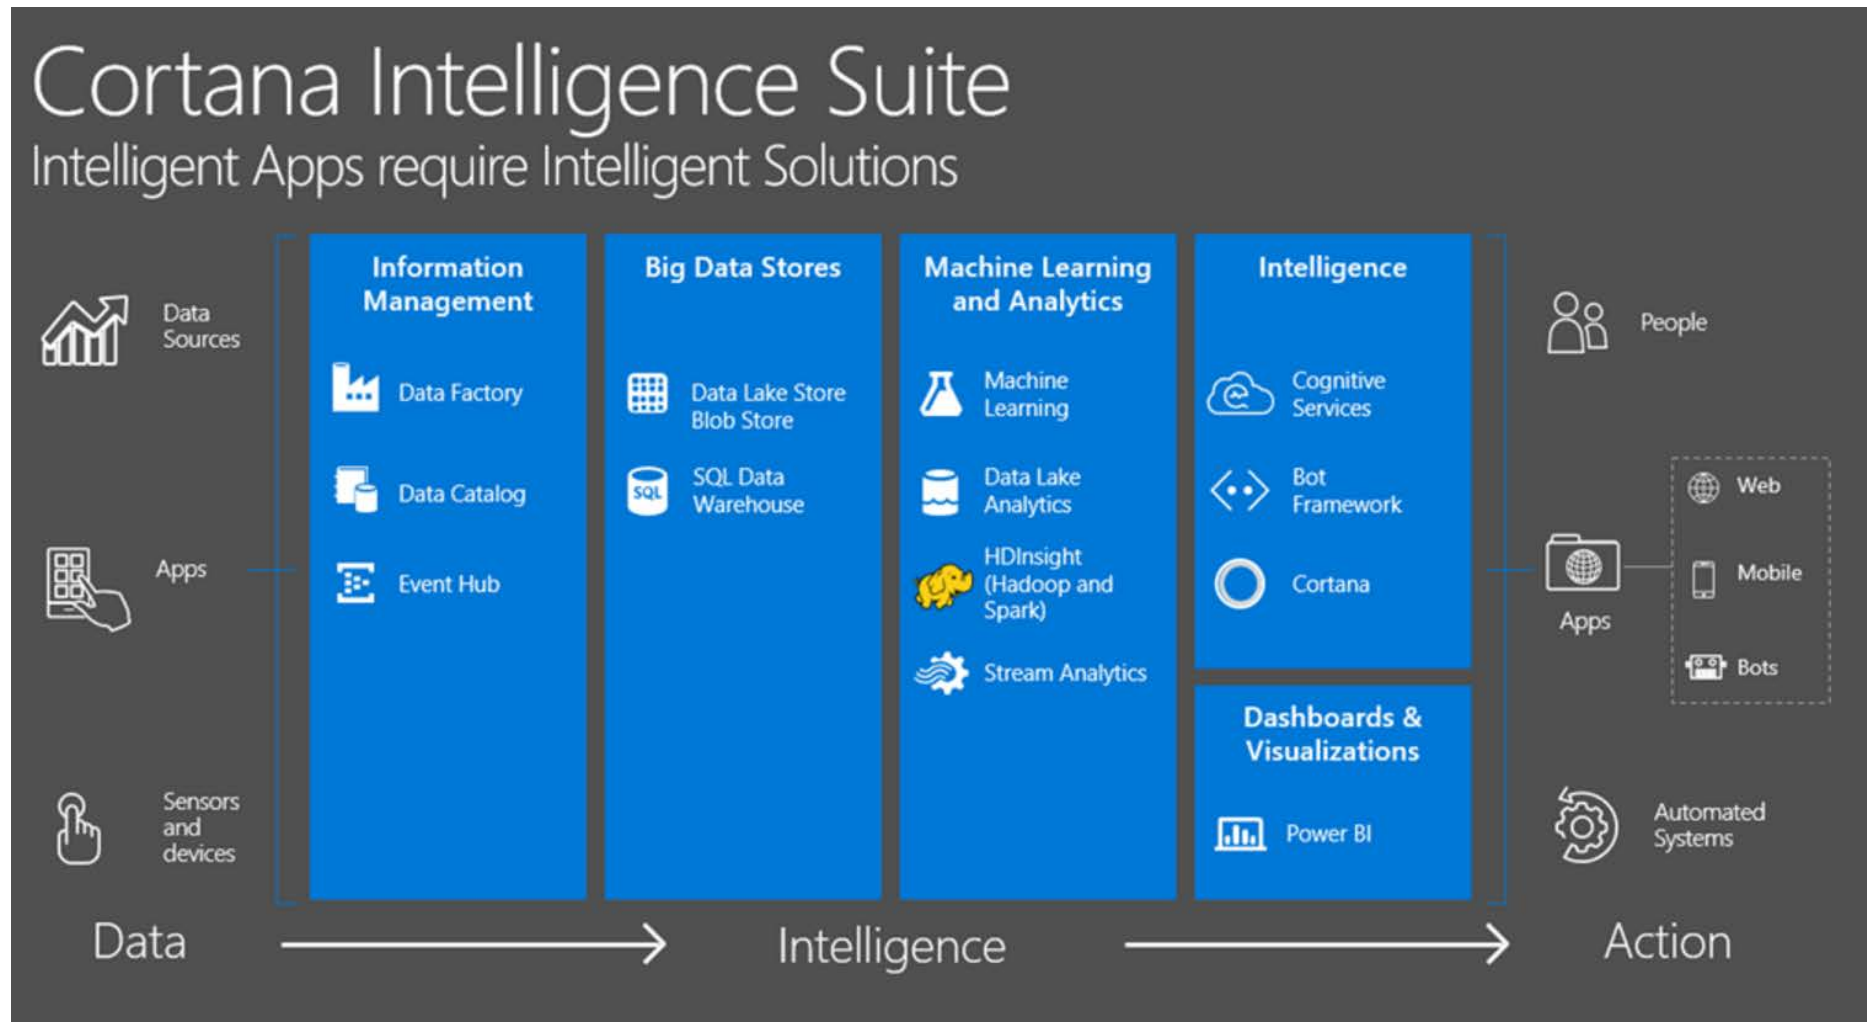 Cortana Intelligence Suite
Intelligent Apps require Intelligent Solutions
Data
Sources
Apps
Sensors
and
devices
Information
Management
Data Factory
Data Catalog
Event Hub
Big Data Stores
Data Lake Store
Blob Store
SQL
SQL Data
Warehouse
Machine Learning
and Analytics
Machine
Learning
Data Lake
Analytics
HDInsight
(Hadoop and
Spark)
Stream Analytics
Intelligence
Cognitive
Services
Bot
Framework
Cortana
Dashboards &
Visualizations
Power BI
People
Apps
Web
Mobile
Bots
Automated
Systems
Data
Intelligence
Action